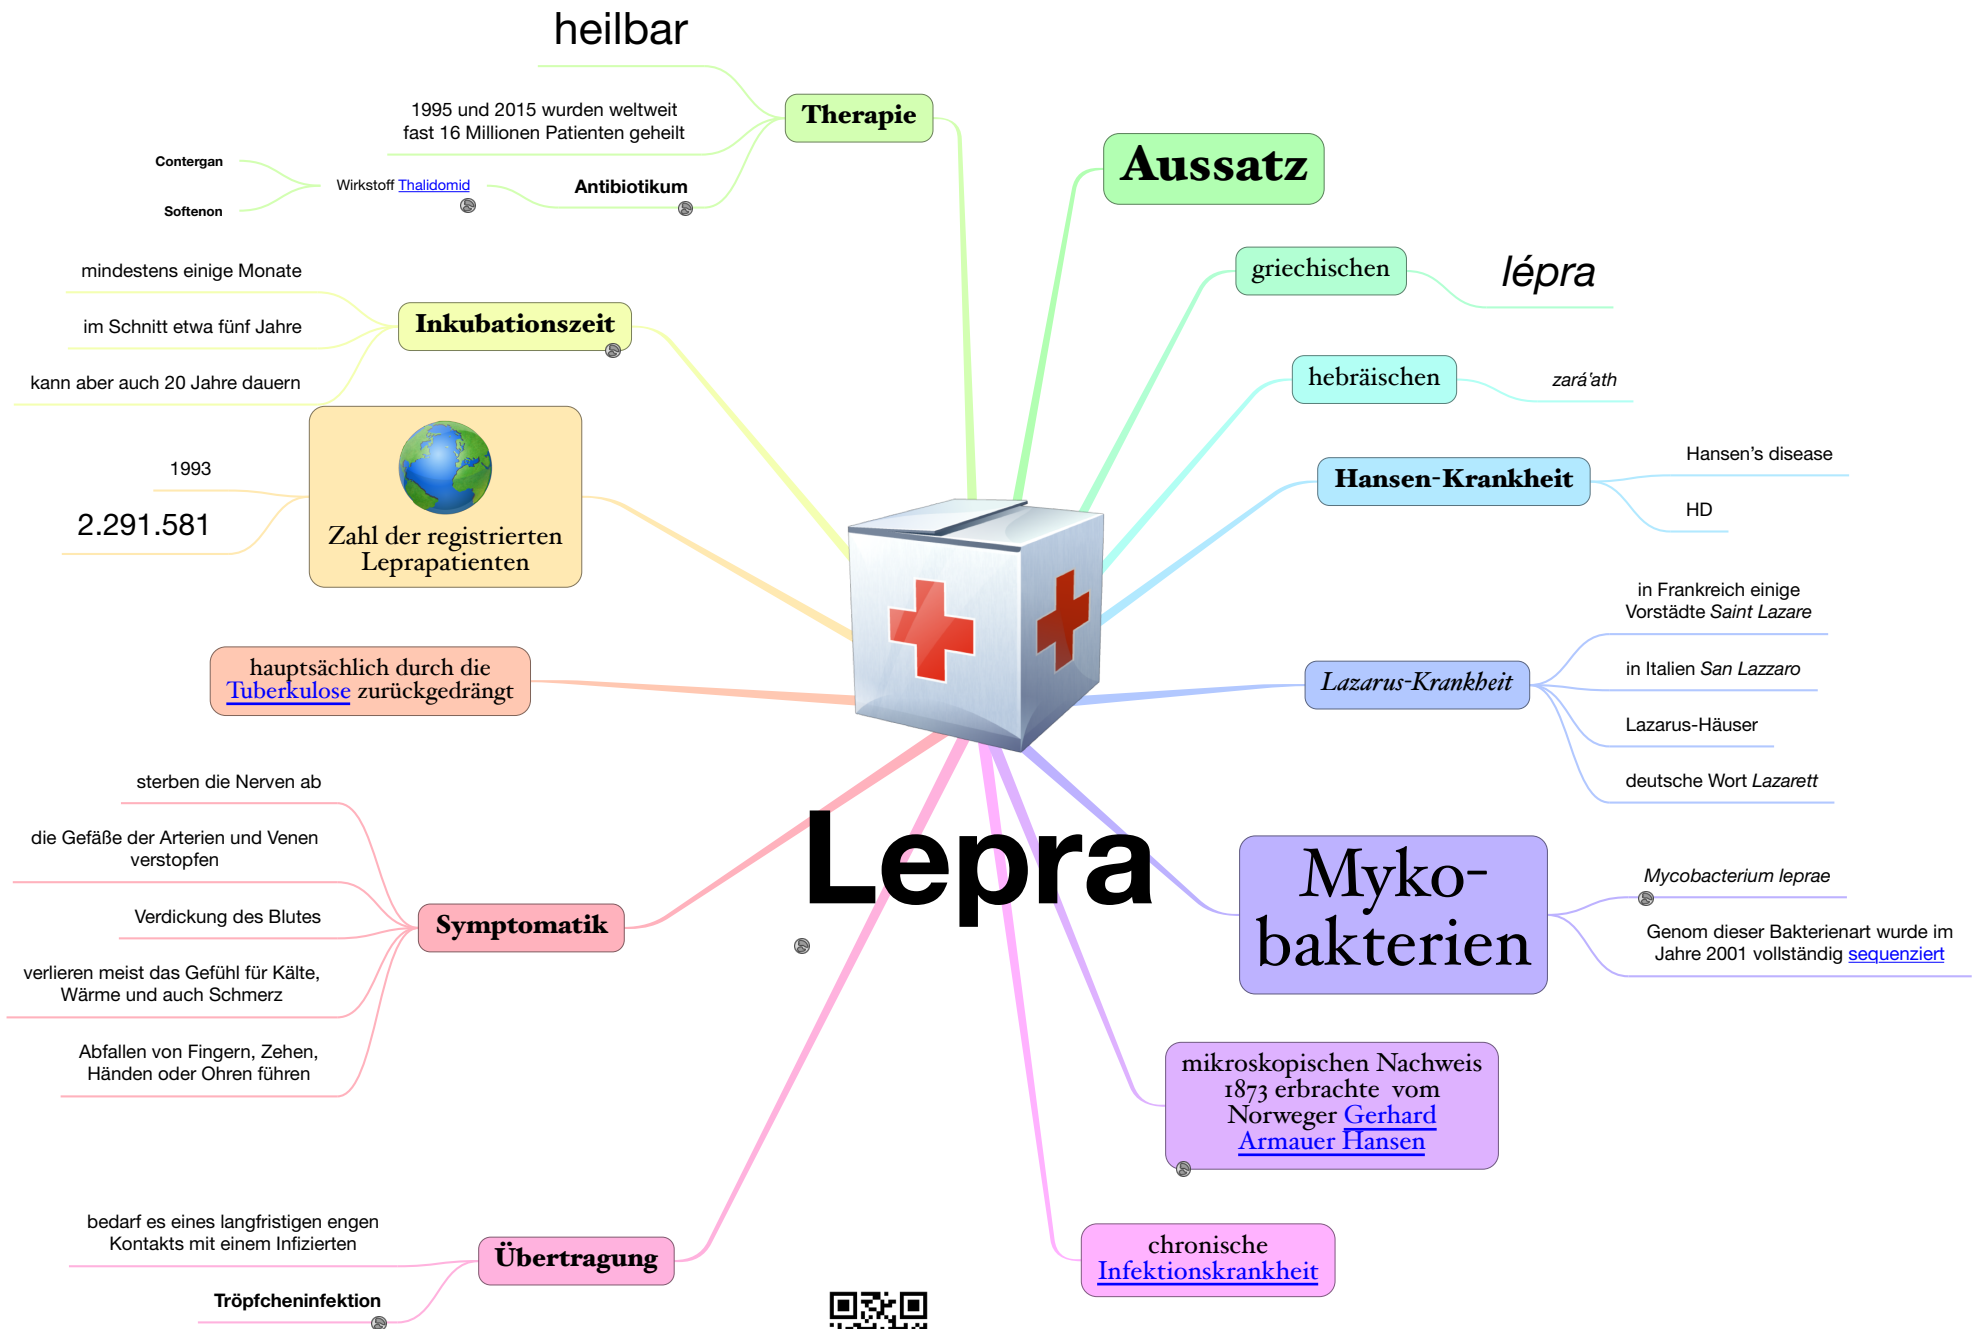 heilbar
1995 und 2015 wurden weltweit
fast 16 Millionen Patienten geheilt
Therapie
Contergan
Softenon
Wirkstoff Thalidomid
Antibiotikum
mindestens einige Monate
im Schnitt etwa fünf Jahre
kann aber auch 20 Jahre dauern
Inkubationszeit
1993
2.291.581
Zahl der registrierten
Leprapatienten
hauptsächlich durch die
Tuberkulose zurückgedrängt
sterben die Nerven ab
die Gefäße der Arterien und Venen
verstopfen
Verdickung des Blutes
verlieren meist das Gefühl für Kälte,
Wärme und auch Schmerz
Abfallen von Fingern, Zehen,
Händen oder Ohren führen
Symptomatik
bedarf es eines langfristigen engen
Kontakts mit einem Infizierten
Tröpfcheninfektion
Übertragung
Lepra
Aussatz
griechischen
lépra
hebräischen
zará'ath
Hansen-Krankheit
Hansen’s disease
HD
Lazarus-Krankheit
in Frankreich einige
Vorstädte Saint Lazare
in Italien San Lazzaro
Lazarus-Häuser
deutsche Wort Lazarett
Myko-
bakterien
Mycobacterium leprae
Genom dieser Bakterienart wurde im
Jahre 2001 vollständig sequenziert
mikroskopischen Nachweis
1873 erbrachte vom
Norweger Gerhard
Armauer Hansen
chronische
Infektionskrankheit